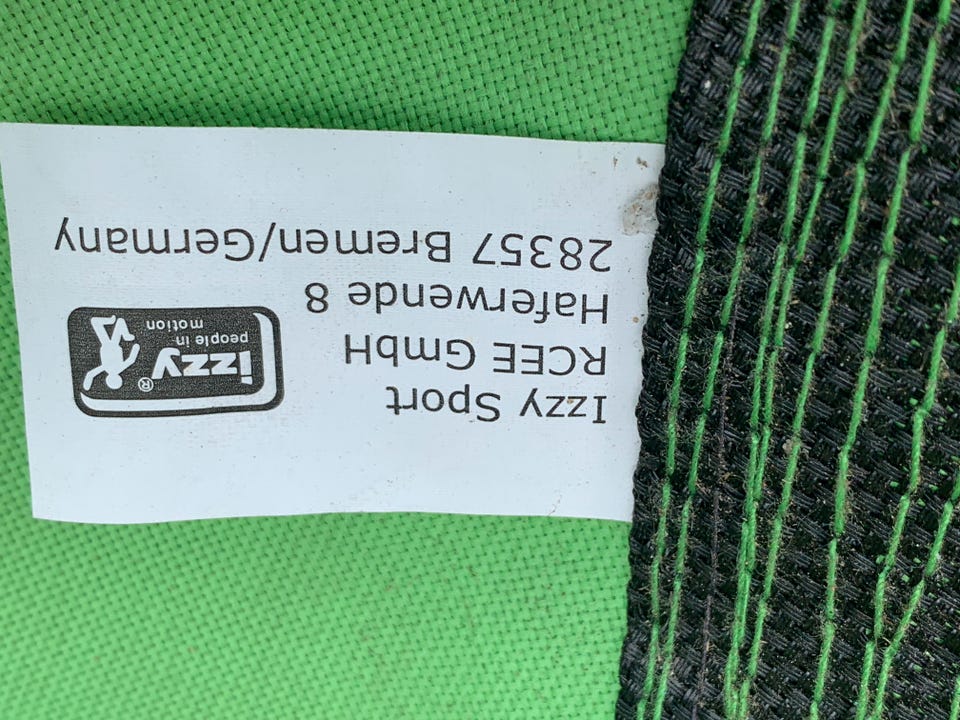 Izzy Sport
RCEE GmbH
Haferwende 8
28357 Bremen/Germany
izzy®
people in
motion